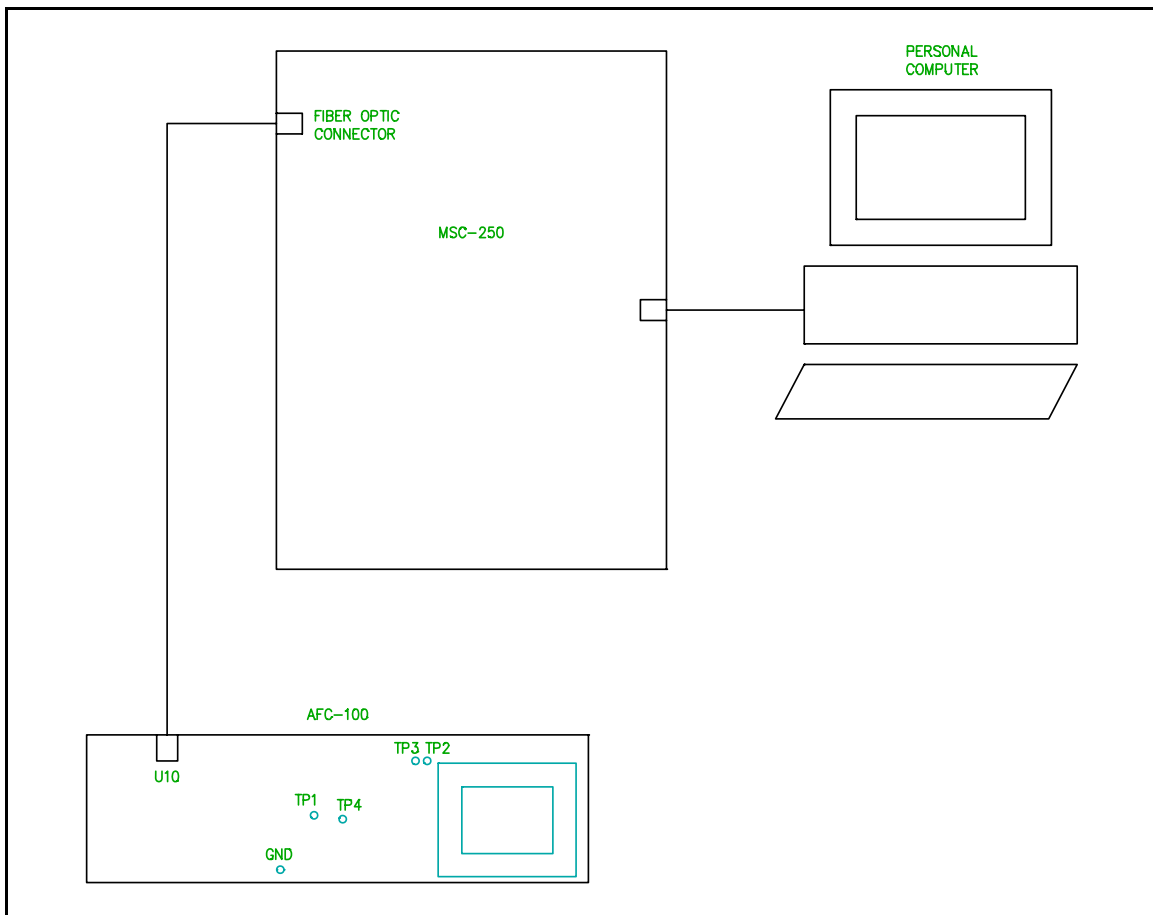 PERSONAL
COMPUTER
FIBER OPTIC
CONNECTOR
MSC-250
AFC-100
TP3 TP2
U10
TP1
TP4
GND